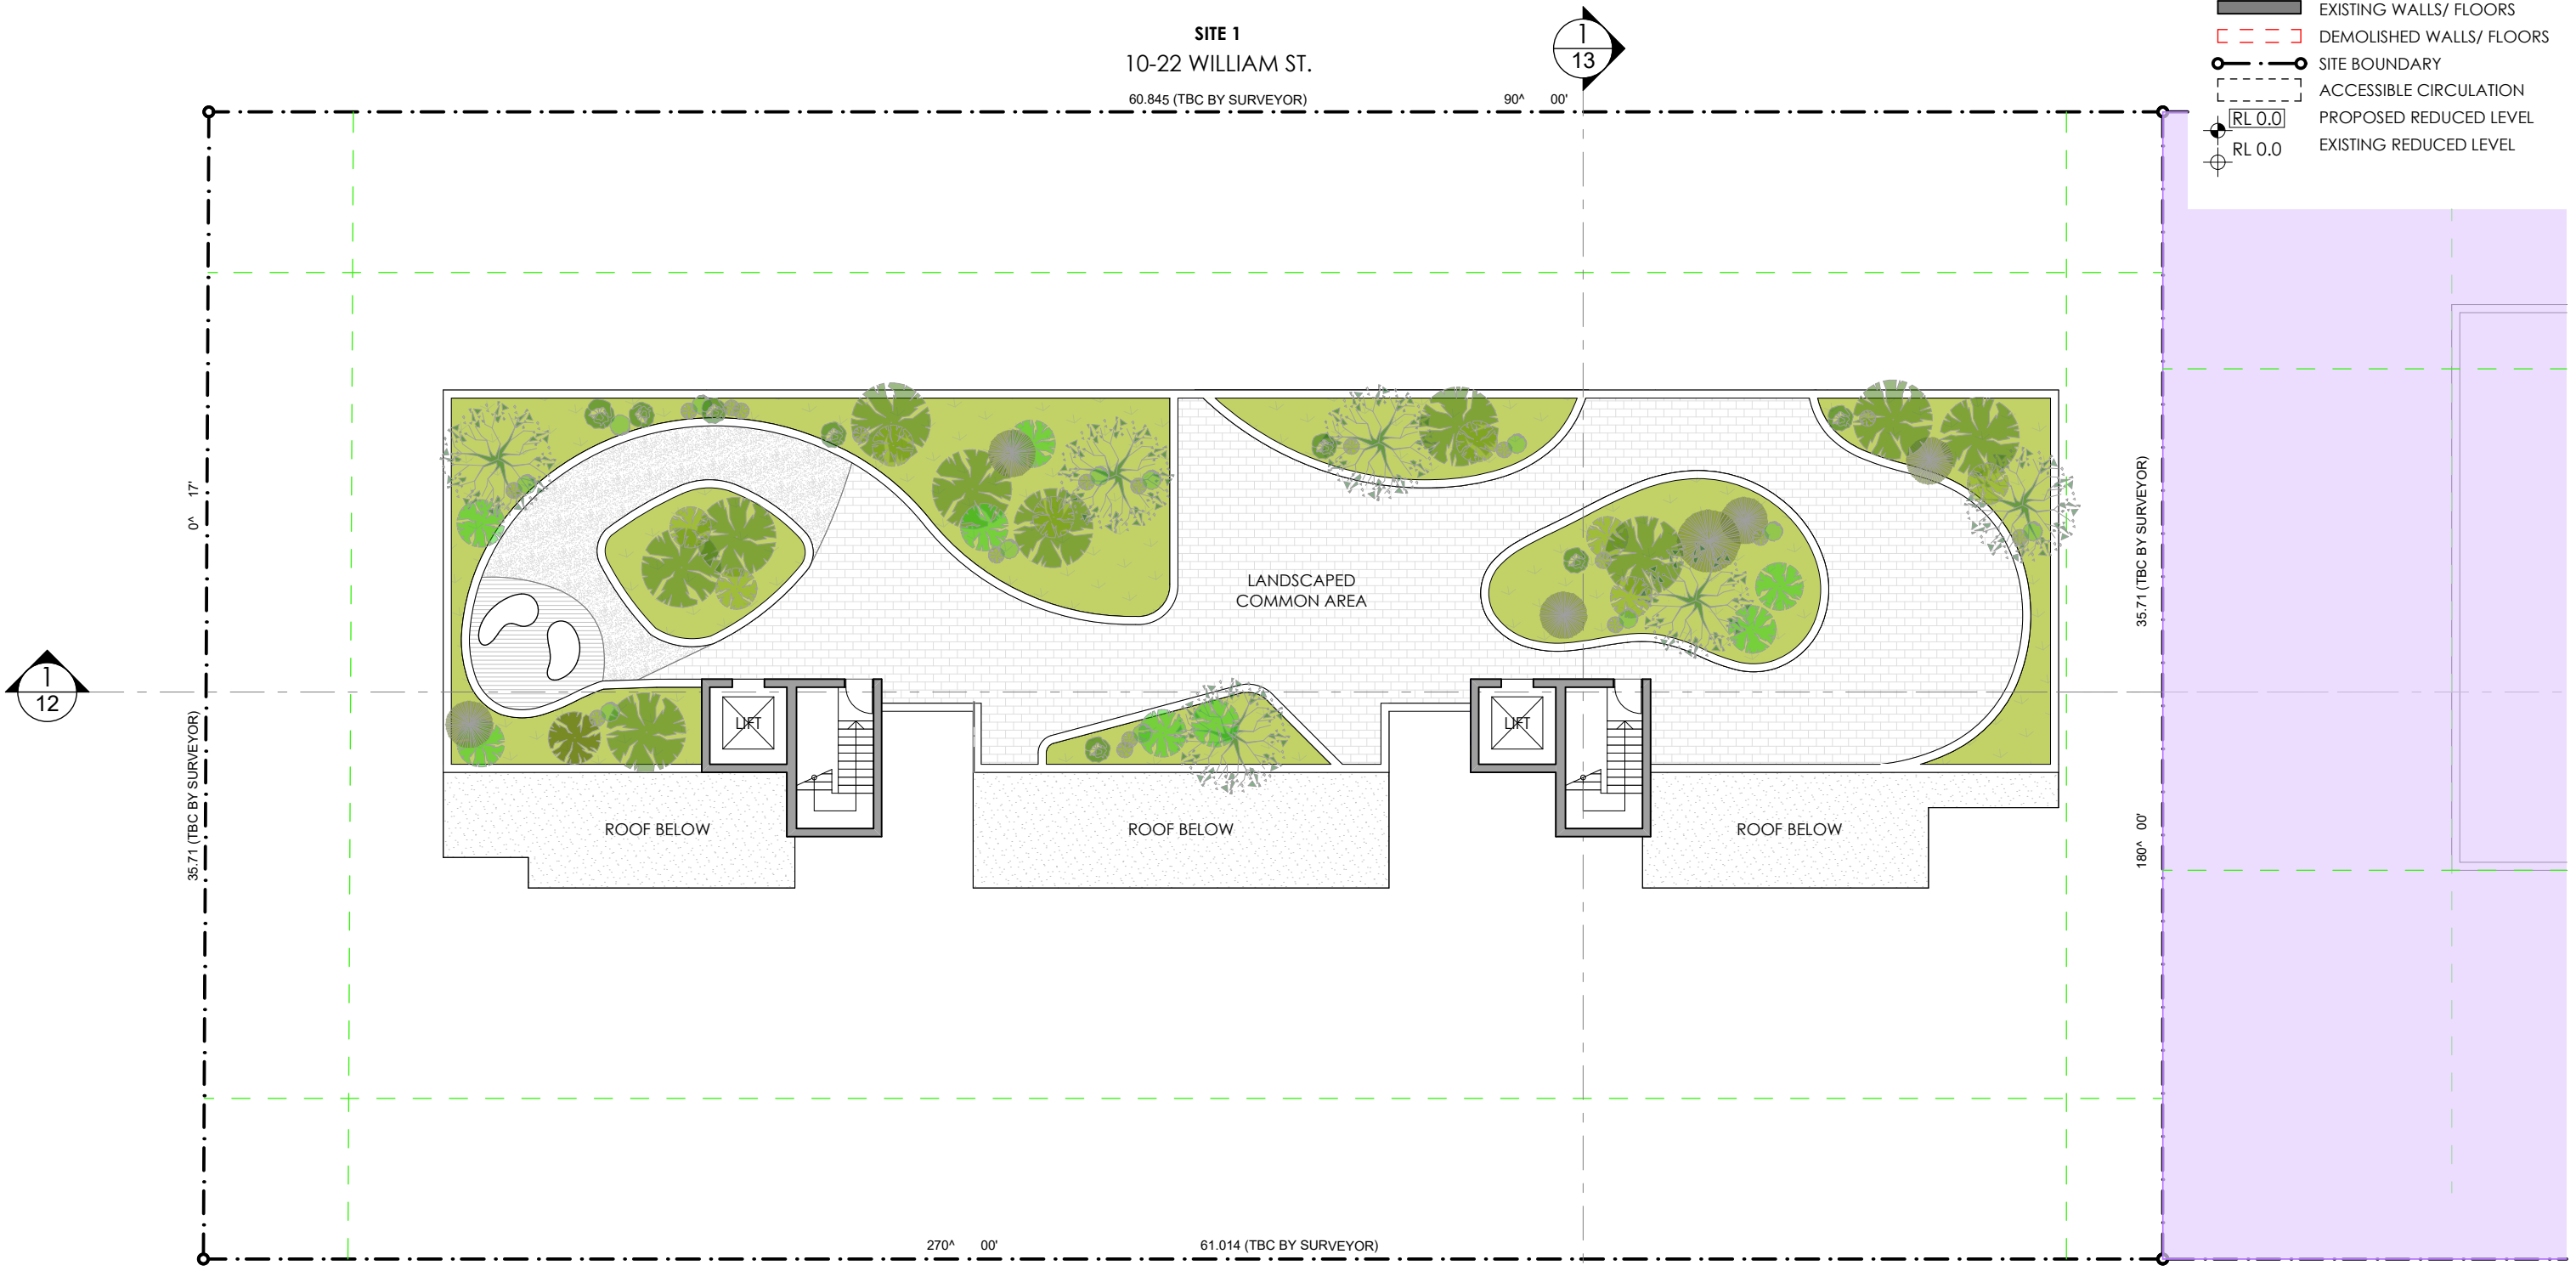 SITE 1
10-22 WILLIAM ST.
1
13
60.845 (TBC BY SURVEYOR)
90^ 00'
EXISTING WALLS/ FLOORS
DEMOLISHED WALLS/ FLOORS
SITE BOUNDARY
ACCESSIBLE CIRCULATION
RL 0.0 PROPOSED REDUCED LEVEL
RL 0.0 EXISTING REDUCED LEVEL
0^ 17'
35.71 (TBC BY SURVEYOR)
35.71 (TBC BY SURVEYOR)
180^ 00'
LANDSCAPED
COMMON AREA
1
12
LIFT
LIFT
ROOF BELOW
ROOF BELOW
ROOF BELOW
270^ 00'
61.014 (TBC BY SURVEYOR)